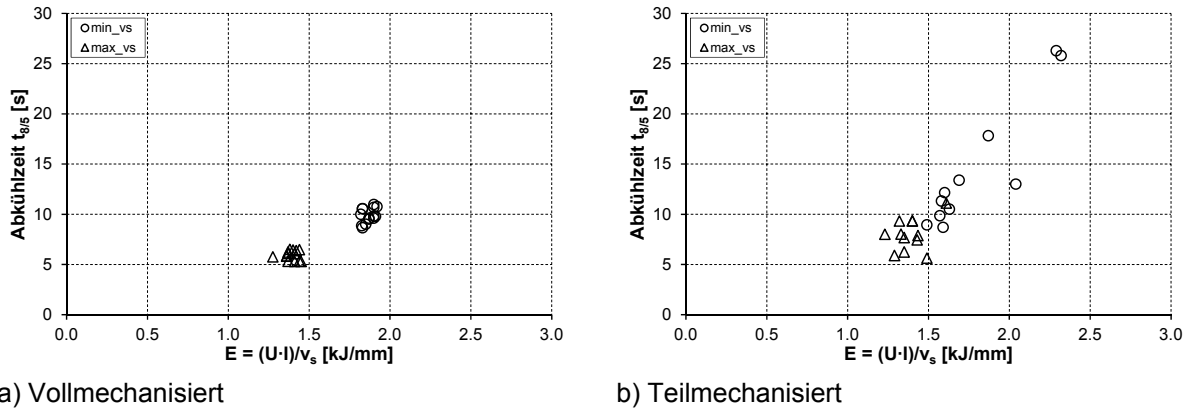 30
25
20
15
10
5
0
Abkühlzeit t8/5 [s]
min_vs
max_vs
0.0 0.5 1.0 1.5 2.0 2.5 3.0
E = (U·I)/vs [kJ/mm]
a) Vollmechanisiert
30
25
20
15
10
5
0
Abkühlzeit t8/5 [s]
min_vs
max_vs
0.0 0.5 1.0 1.5 2.0 2.5 3.0
E = (U·I)/vs [kJ/mm]
b) Teilmechanisiert